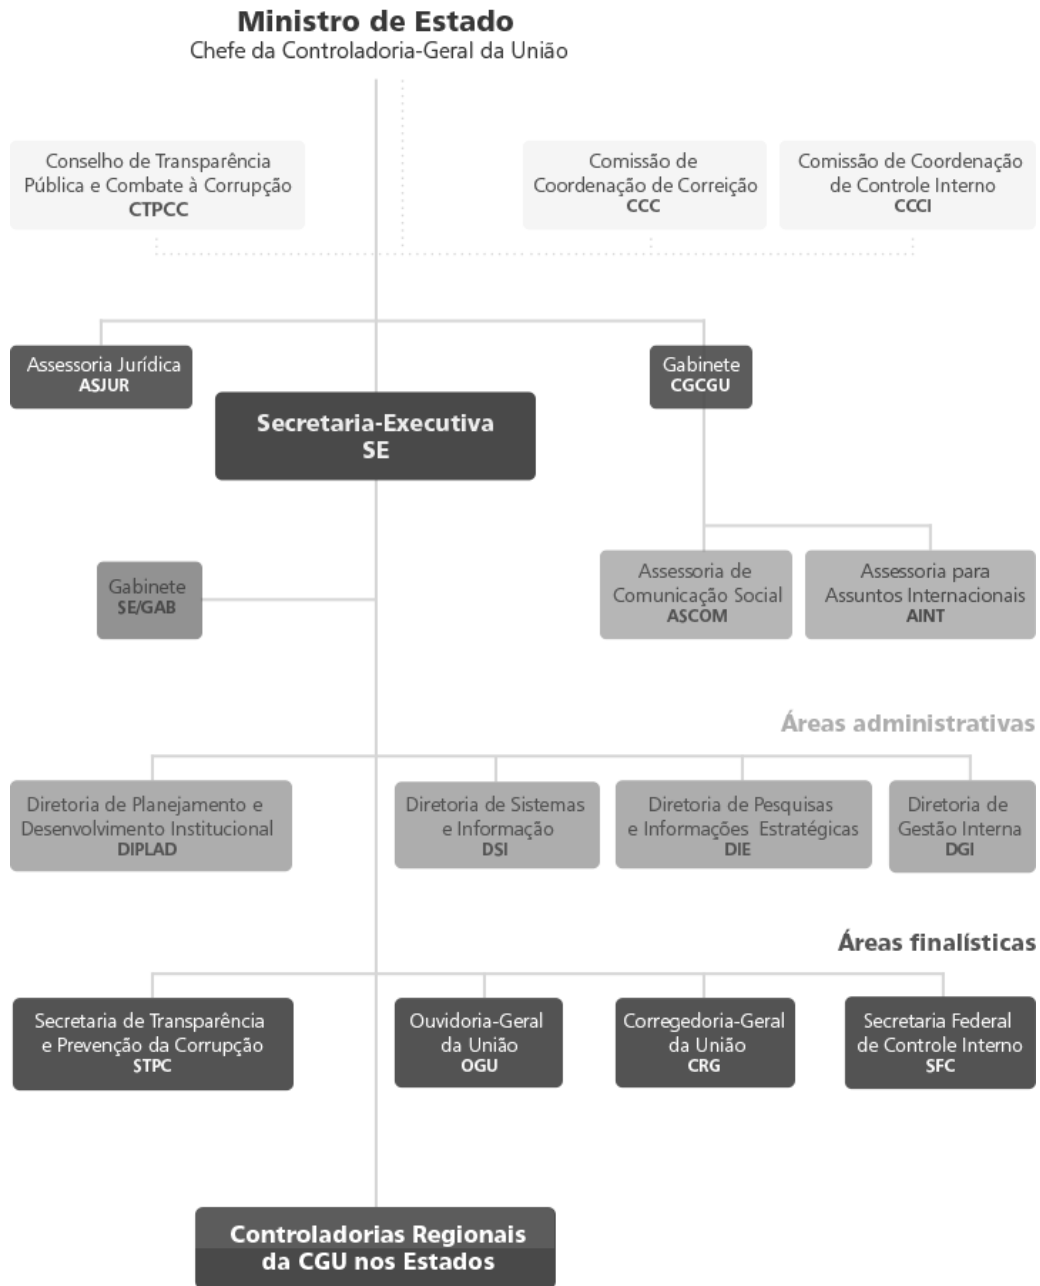 Ministro de Estado
Chefe da Controladoria-Geral da União
Conselho de Transparência
Pública e Combate à Corrupção
CTPCC
Comissão de
Coordenação de Correição
CCC
Comissão de Coordenação
de Controle Interno
CCCI
Assessoria Jurídica
ASJUR
Gabinete
CGCGU
Secretaria-Executiva
SE
Gabinete
SE/GAB
Assessoria de
Comunicação Social
ASCOM
Assessoria para
Assuntos Internacionais
AINT
Áreas administrativas
Diretoria de Planejamento e
Desenvolvimento Institucional
DIPLAD
Diretoria de Sistemas
e Informação
DSI
Diretoria de Pesquisas
e Informações Estratégicas
DIE
Diretoria de
Gestão Interna
DGI
Áreas finalísticas
Secretaria de Transparência
e Prevenção da Corrupção
STPC
Ouvidoria-Geral
da União
OGU
Corregedoria-Geral
da União
CRG
Secretaria Federal
de Controle Interno
SFC
Controladorias Regionais
da CGU nos Estados